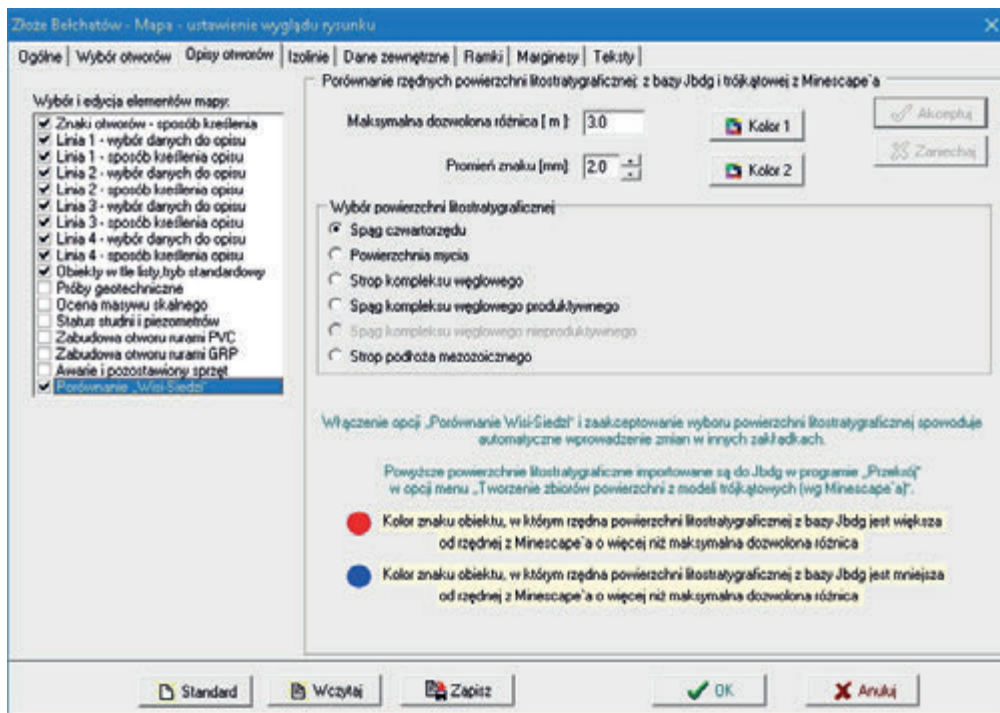 Złoże Bełchatów - Mapa - ustawienie wyglądu rysunku
Ogólne | Wybór otworów | Opisy otworów | Izolinie | Dane zewnętrzne | Ramki | Marginesy | Teksty
Wybór i edycja elementów mapy:
Znaki otworów - sposób kreślenia
Linia 1 - wybór danych do opisu
Linia 1 - sposób kreślenia opisu
Linia 2 - wybór danych do opisu
Linia 2 - sposób kreślenia opisu
Linia 3 - wybór danych do opisu
Linia 3 - sposób kreślenia opisu
Linia 4 - wybór danych do opisu
Linia 4 - sposób kreślenia opisu
Obiekty w tle listy,tryb standardowy
Próby geotechniczne
Ocena masywu skalnego
Status studni i piezometrów
Zabudowa otworu rurami PVC
Zabudowa otworu rurami GRP
Awarie i pozostawiony sprzęt
Porównanie „Wisi-Siedzi"
Porównanie rzędnych powierzchni litostratygraficznej: z bazy Jbdg i trójkątowej z Minescape`a
Maksymalna dozwolona różnica [ m ]: 3.0
Kolor 1
Akceptuj
Promień znaku [mm]: 2.0
Kolor 2
Zaniechaj
Wybór powierzchni litostratygraficznej
Spąg czwartorzędu
Powierzchnia mycia
Strop kompleksu węglowego
Spąg kompleksu węglowego produktywnego
Spąg kompleksu węglowego nieproduktywnego
Strop podłoża mezozoicznego
Włączenie opcji „Porównanie Wisi-Siedzi" i zaakceptowanie wyboru powierzchni litostratygraficznej spowoduje
automatyczne wprowadzenie zmian w innych zakładkach.
Powyższe powierzchnie litostratygraficzne importowane są do Jbdg w programie „Przekrój"
w opcji menu „Tworzenie zbiorów powierzchni z modeli trójkątowych (wg Minescape`a)".
Kolor znaku obiektu, w którym rzędna powierzchni litostratygraficznej z bazy Jbdg jest większa
od rzędnej z Minescape`a o więcej niż maksymalna dozwolona różnica
Kolor znaku obiektu, w którym rzędna powierzchni litostratygraficznej z bazy Jbdg jest mniejsza
od rzędnej z Minescape`a o więcej niż maksymalna dozwolona różnica
Standard
Wczytaj
Zapisz
OK
Anuluj